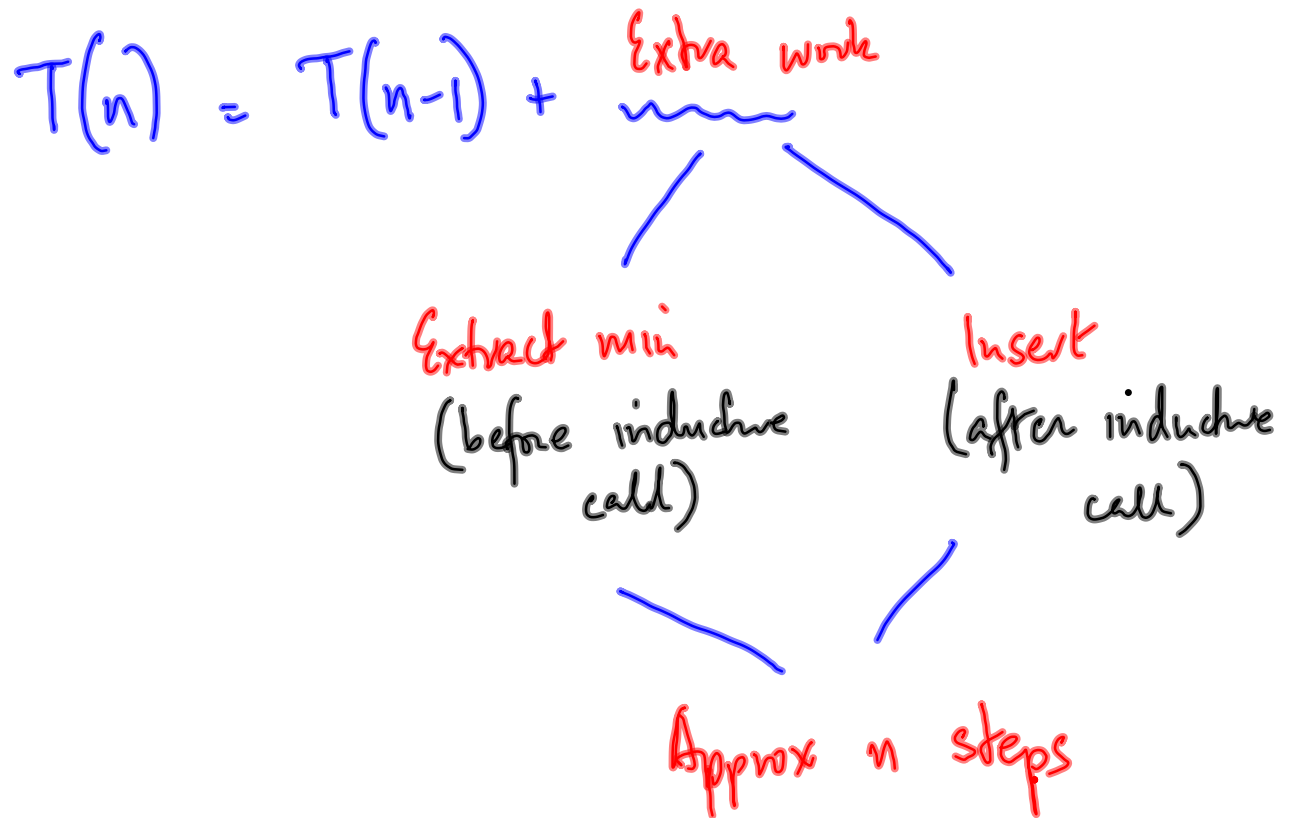 T(n) = T(n-1) + Extra work
Extract min
(before inductive
call)
Insert
(after inductive
call)
Approx n steps